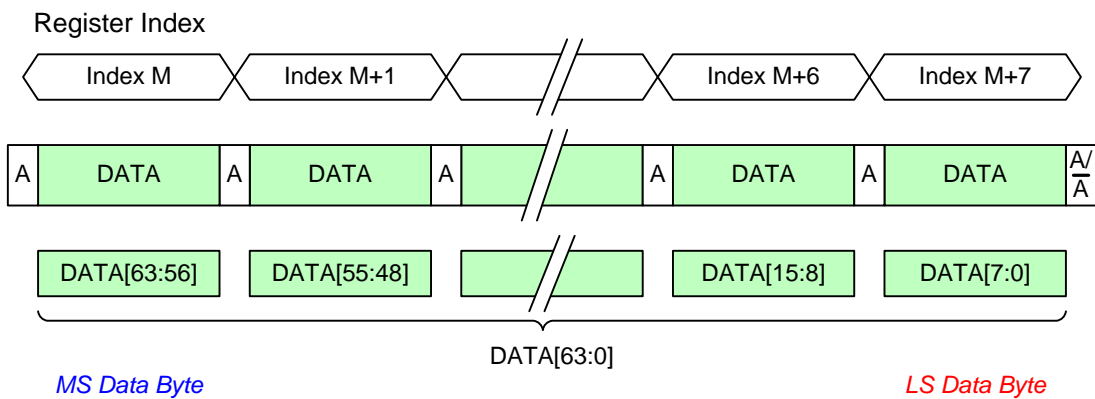 Register Index
Index M Index M+1 Index M+6 Index M+7
A DATA A DATA A A DATA A DATA A/
A
DATA[63:56] DATA[55:48] DATA[15:8] DATA[7:0]
DATA[63:0]
MS Data Byte LS Data Byte